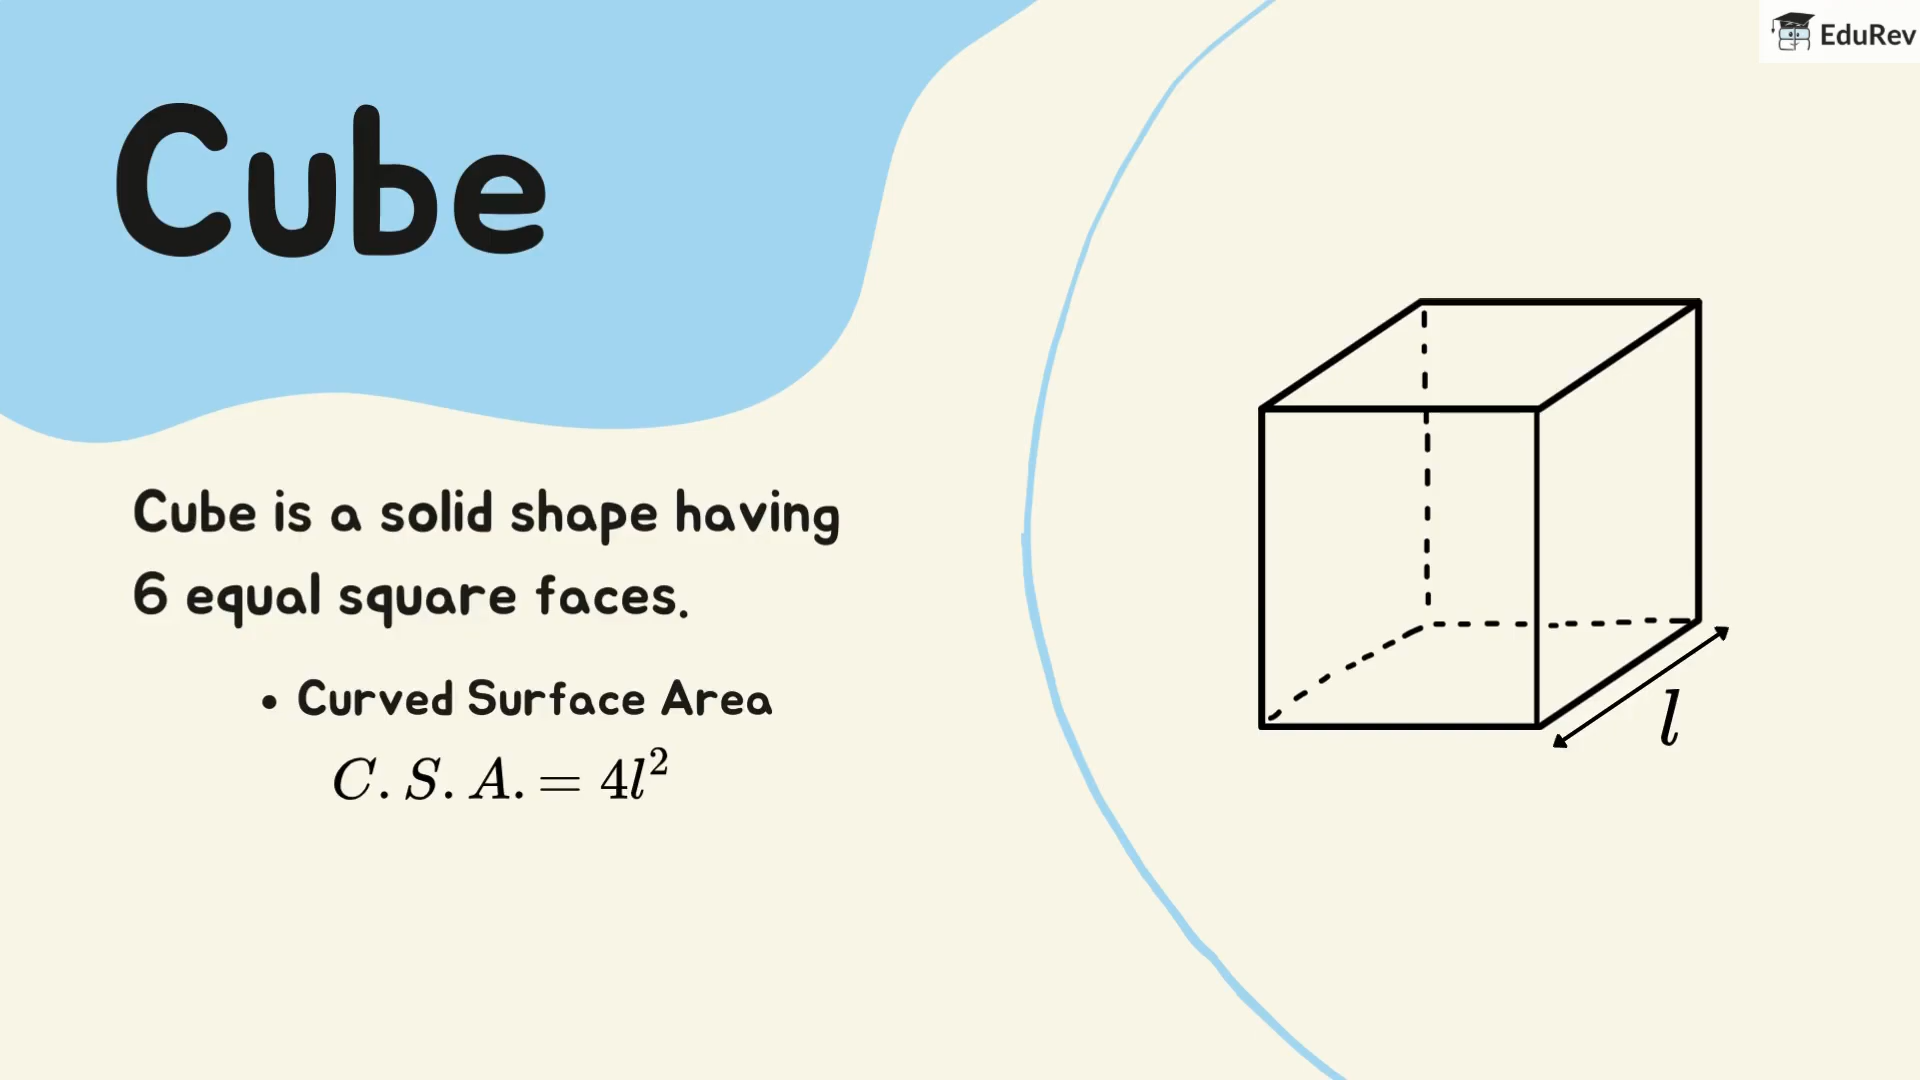 EduRev
Cube
Cube is a solid shape having
6 equal square faces.
• Curved Surface Area
C. S. A. = 4l²
l